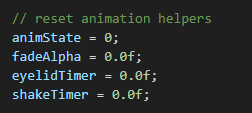 // reset animation helpers
animState = 0;
fadeAlpha = 0.0f;
eyelidTimer = 0.0f;
shakeTimer = 0.0f;